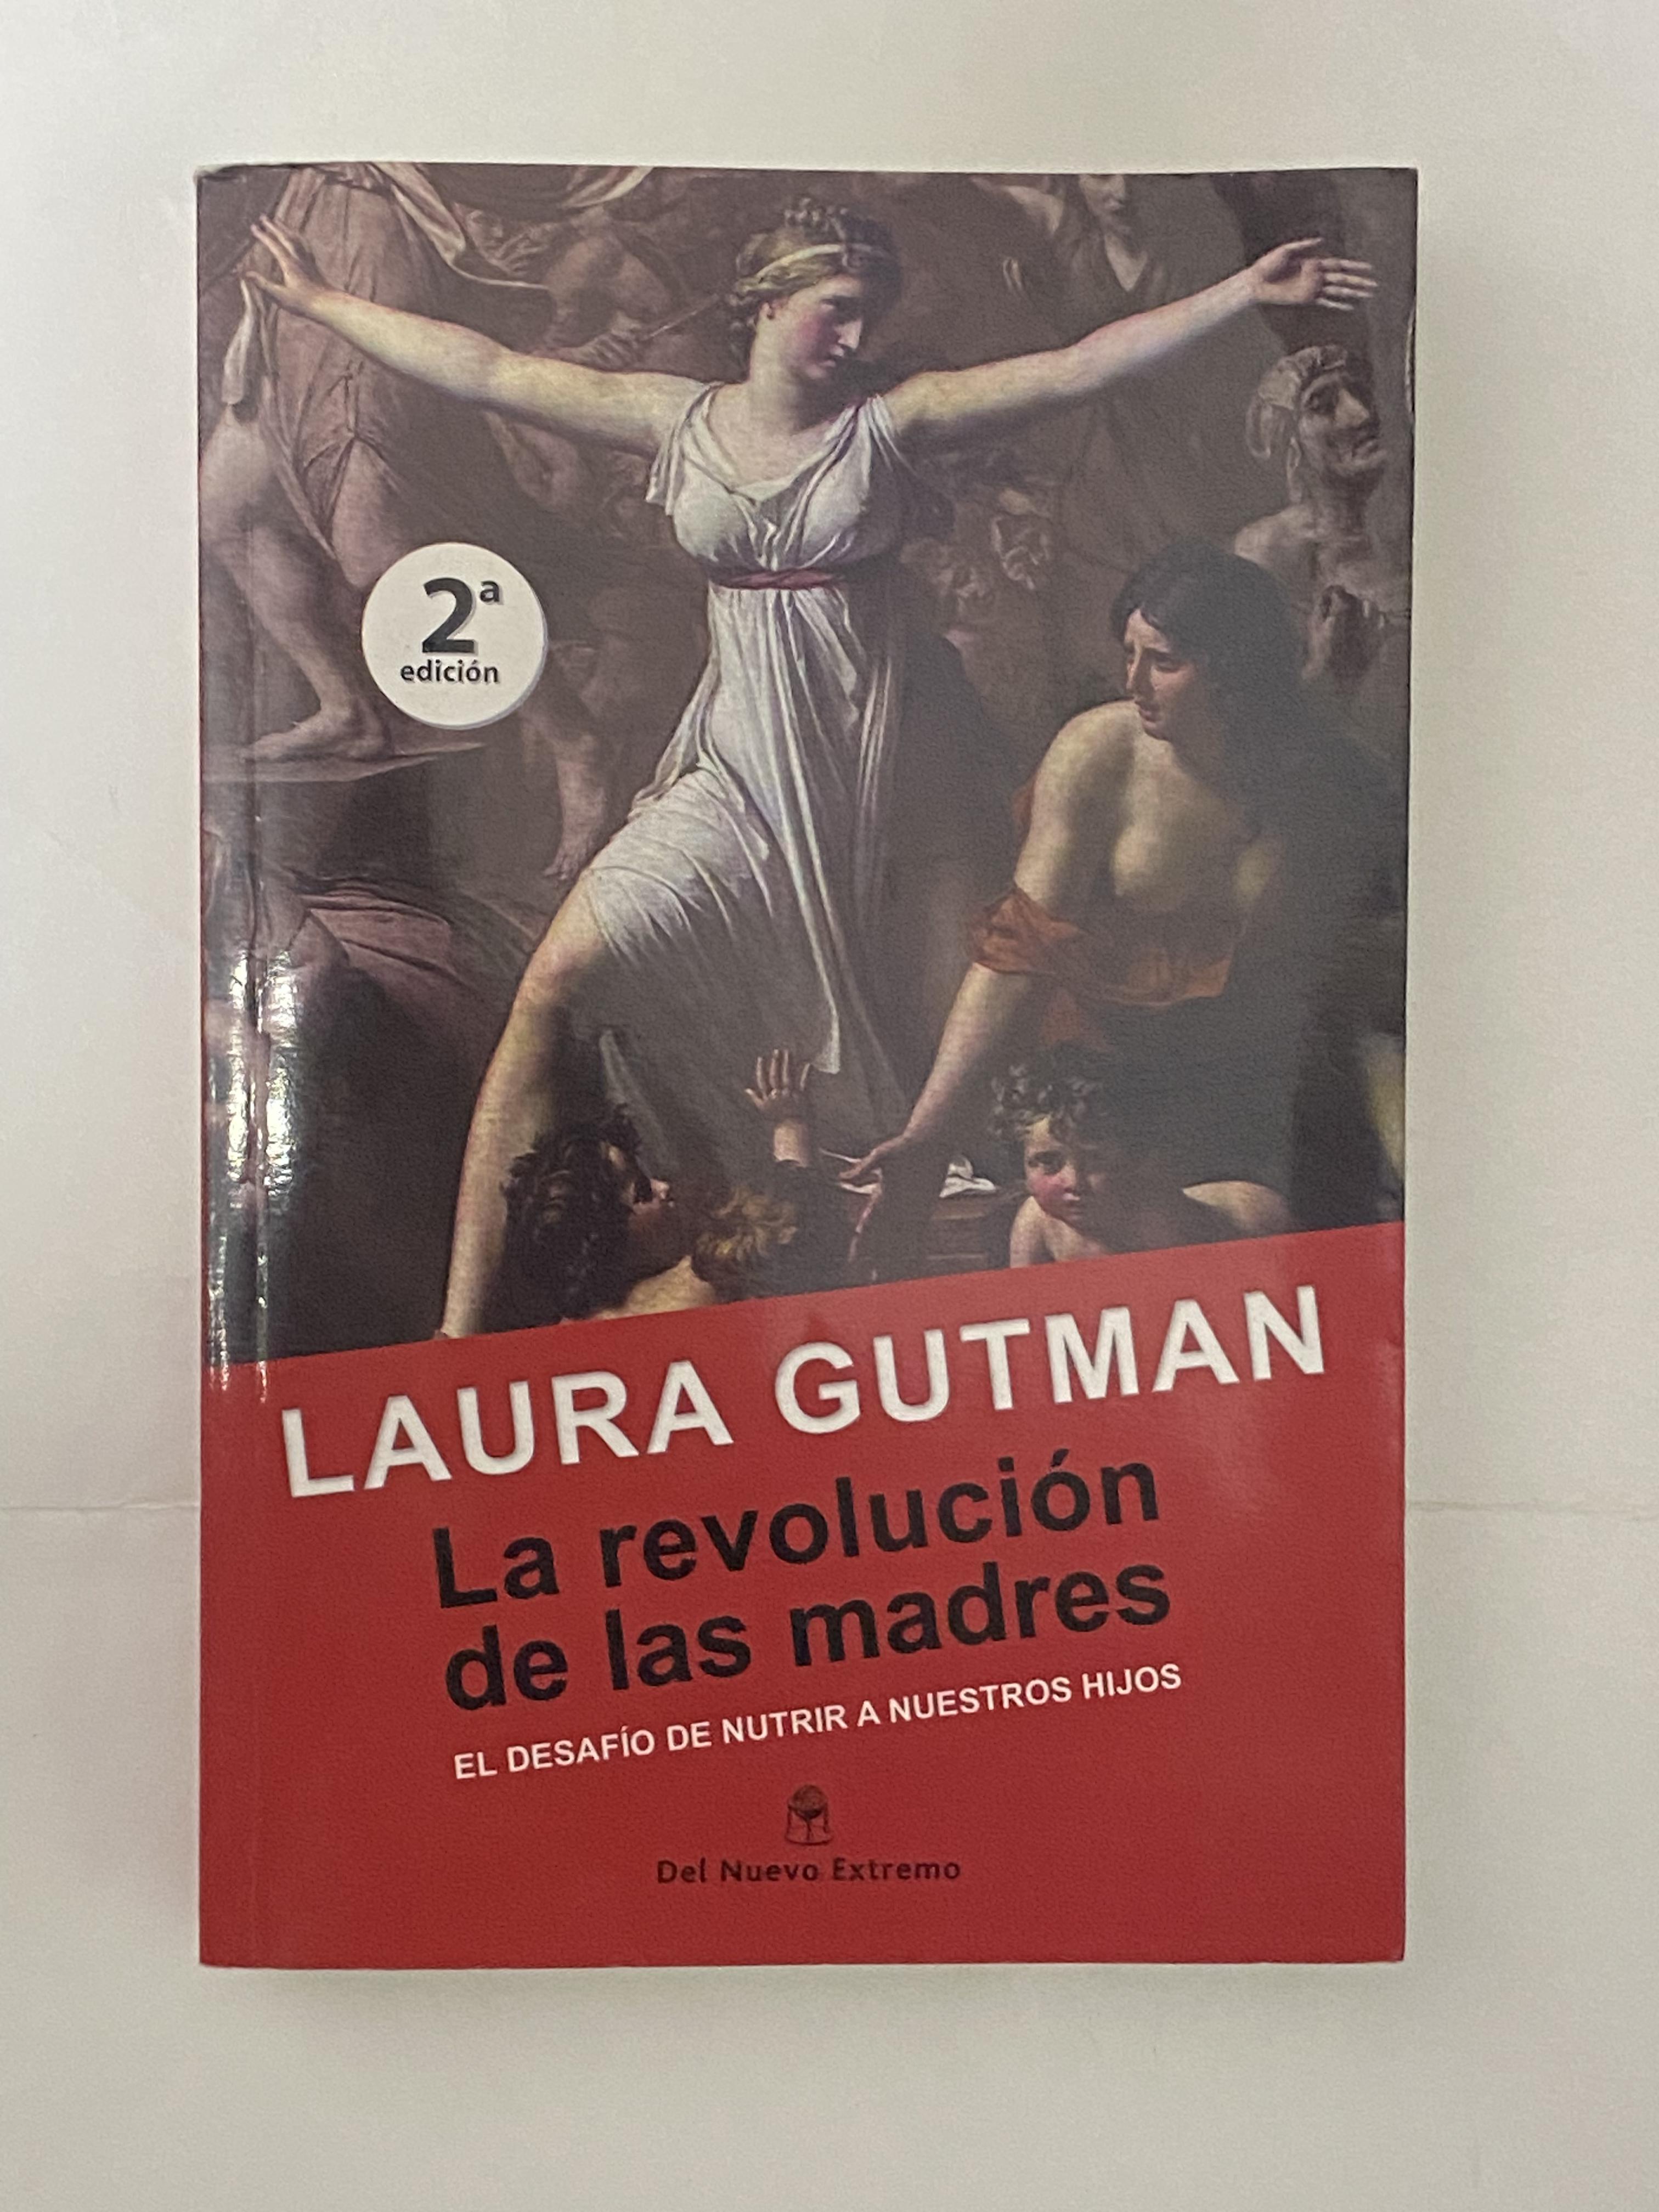 2ª
edición
LAURA GUTMAN
La revolución
de las madres
EL DESAFÍO DE NUTRIR A NUESTROS HIJOS
Del Nuevo Extremo